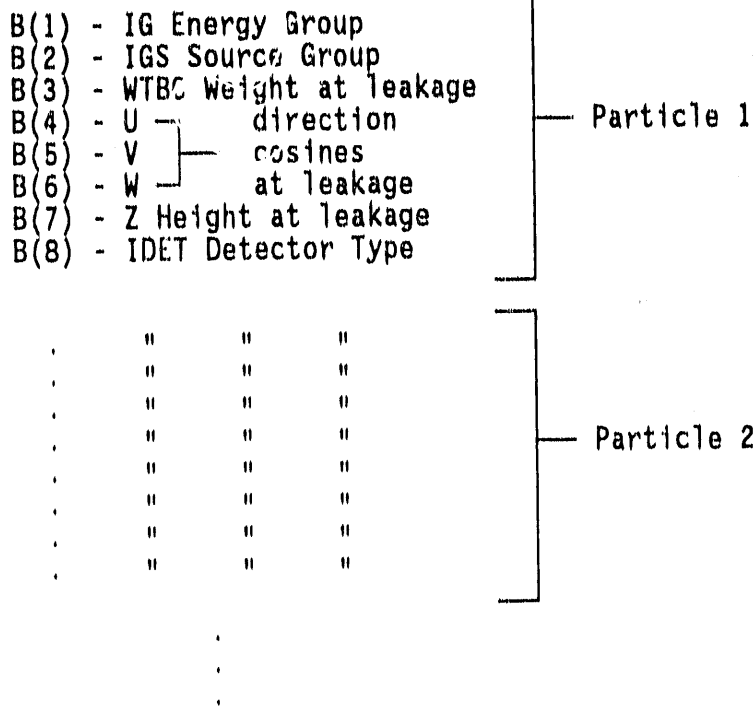 B(1) - IG Energy Group
B(2) - IGS Source Group
B(3) - WTBC Weight at leakage
B(4) - U direction
B(5) - V cosines
B(6) - W at leakage
B(7) - Z Height at leakage
B(8) - IDET Detector Type
Particle 1
. " " "
. " " "
. " " "
. " " "
. " " "
. " " "
. " " "
. " " "
Particle 2
.
.
.